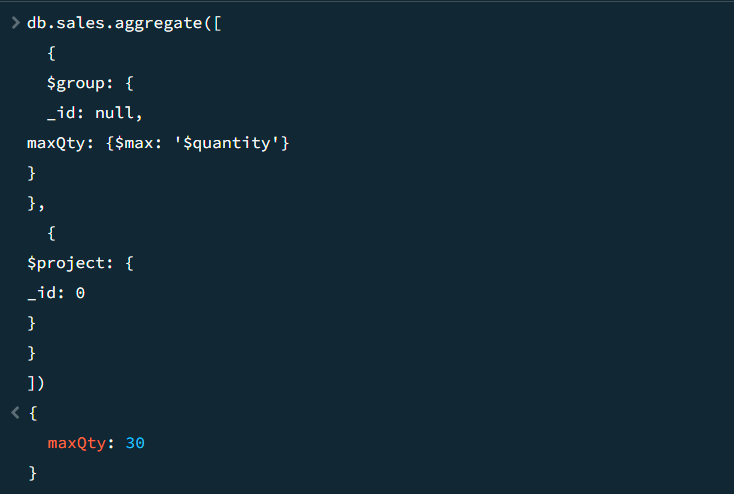 > db.sales.aggregate([
{
$group: {
_id: null,
maxQty: {$max: '$quantity'}
}
},
{
$project: {
_id: 0
}
}
])
< {
maxQty: 30
}